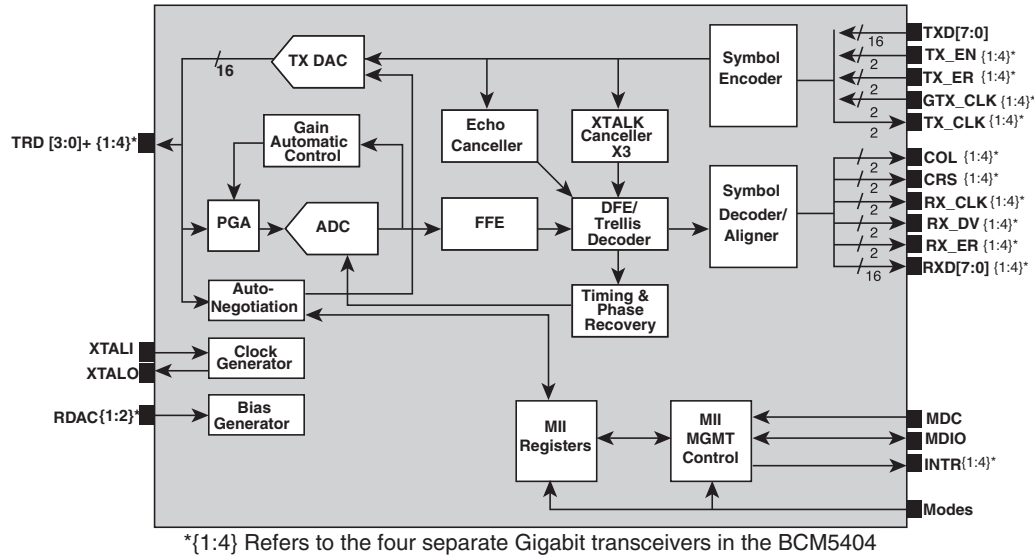 TX DAC
16
Symbol
Encoder
TXD[7:0]
16
TX_EN {1:4}*
2
TX_ER {1:4}*
2
GTX_CLK {1:4}*
2
TX_CLK {1:4}*
2
TRD [3:0]+ {1:4}*
Gain
Automatic
Control
Echo
Canceller
XTALK
Canceller
X3
PGA
ADC
FFE
DFE/
Trellis
Decoder
Symbol
Decoder/
Aligner
COL {1:4}*
2
CRS {1:4}*
2
RX_CLK {1:4}*
2
RX_DV {1:4}*
2
RX_ER {1:4}*
2
RXD[7:0] {1:4}*
16
Auto-
Negotiation
Timing &
Phase
Recovery
XTALI
XTALO
Clock
Generator
RDAC{1:2}*
Bias
Generator
MII
Registers
MII
MGMT
Control
MDC
MDIO
INTR{1:4}*
Modes
*{1:4} Refers to the four separate Gigabit transceivers in the BCM5404